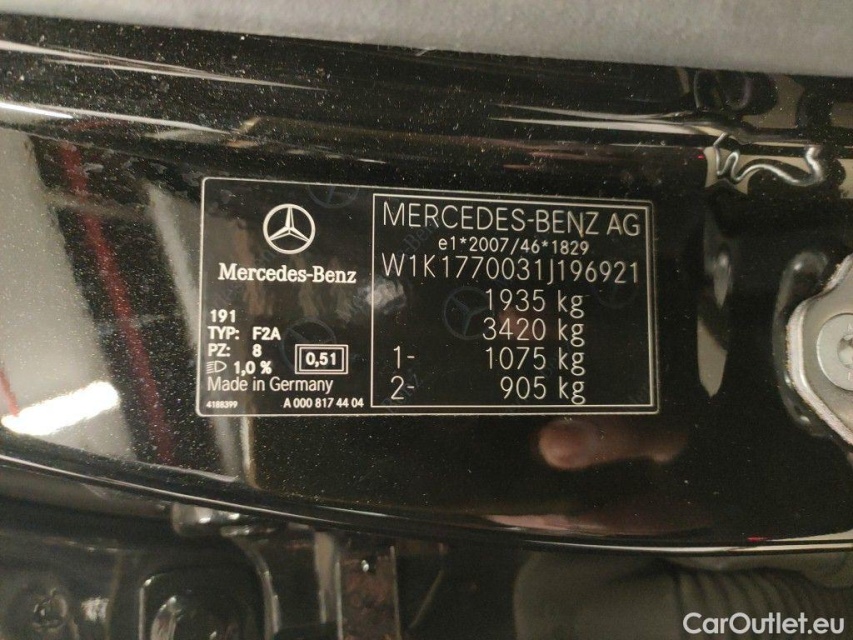 Mercedes-Benz
191
TYP: F2A
PZ: 8
0,51
1,0 %
Made in Germany
4188399
A 000 817 44 04
MERCEDES-BENZ AG
e1*2007/46*1829
W1K1770031J196921
1935 kg
3420 kg
1- 1075 kg
2- 905 kg
CarOutlet.eu